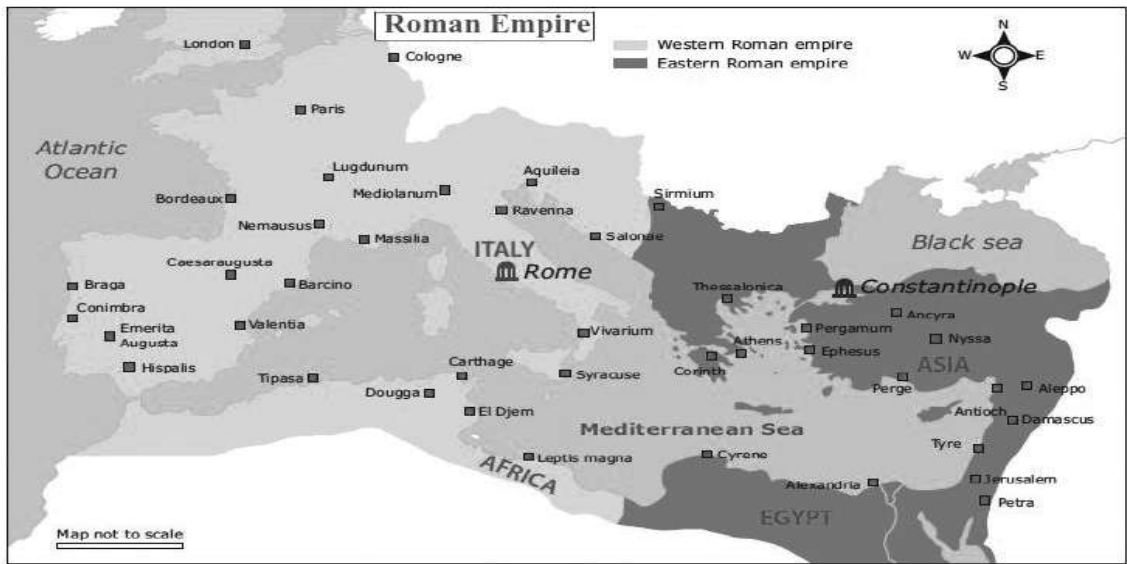 Roman Empire
Western Roman empire
Eastern Roman empire
N
W
E
S
London
Cologne
Paris
Atlantic
Ocean
Lugdunum
Mediolanum
Aquileia
Bordeaux
Ravenna
Sirmium
Nemausus
Massilia
Salonae
ITALY
Rome
Black sea
Caesaraugusta
Barcino
Braga
Conimbra
Emerita
Augusta
Valentia
Hispalis
Thessalonica
Constantinople
Ancyra
Pergamum
Nyssa
Vivarium
Athens
Ephesus
Corinth
ASIA
Carthage
Syracuse
Perge
Aleppo
Tipasa
Dougga
El Djem
Antioch
Damascus
Mediterranean Sea
Tyre
Leptis magna
Cyrene
AFRICA
Alexandria
Jerusalem
Petra
EGYPT
Map not to scale